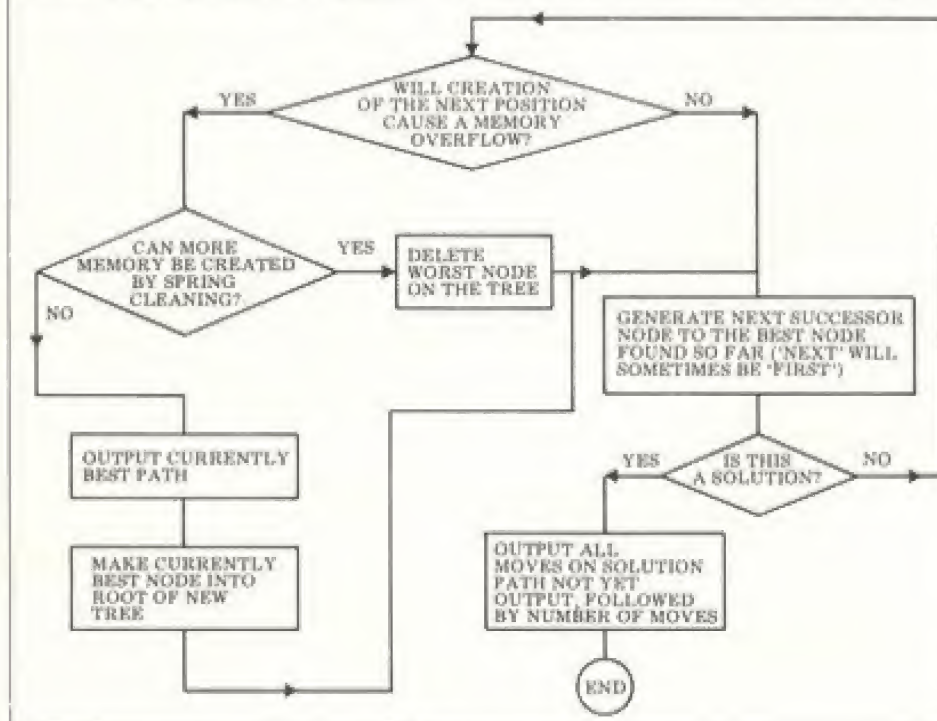 WILL CREATION
OF THE NEXT POSITION
CAUSE A MEMORY
OVERFLOW?
YES
NO
CAN MORE
MEMORY BE CREATED
BY SPRING
CLEANING?
YES
NO
DELETE
WORST NODE
ON THE TREE
GENERATE NEXT SUCCESSOR
NODE TO THE BEST NODE
FOUND SO FAR ('NEXT' WILL
SOMETIMES BE 'FIRST')
OUTPUT CURRENTLY
BEST PATH
YES
IS THIS
A SOLUTION?
NO
MAKE CURRENTLY
BEST NODE INTO
ROOT OF NEW
TREE
OUTPUT ALL
MOVES ON SOLUTION
PATH NOT YET
OUTPUT, FOLLOWED
BY NUMBER OF MOVES
END